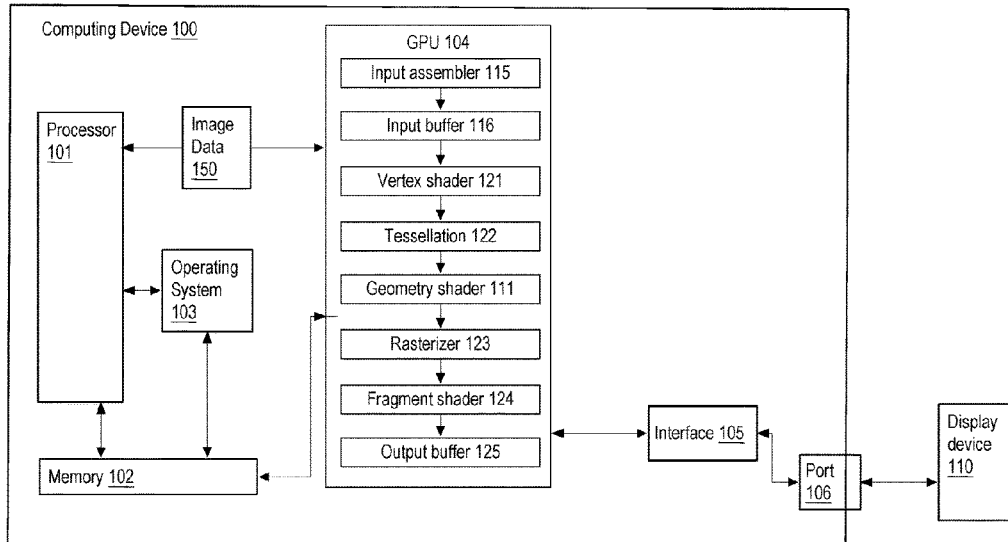 Computing Device 100
Processor
101
Image
Data
150
Operating
System
103
Memory 102
GPU 104
Input assembler 115
Input buffer 116
Vertex shader 121
Tessellation 122
Geometry shader 111
Rasterizer 123
Fragment shader 124
Output buffer 125
Interface 105
Port
106
Display
device
110